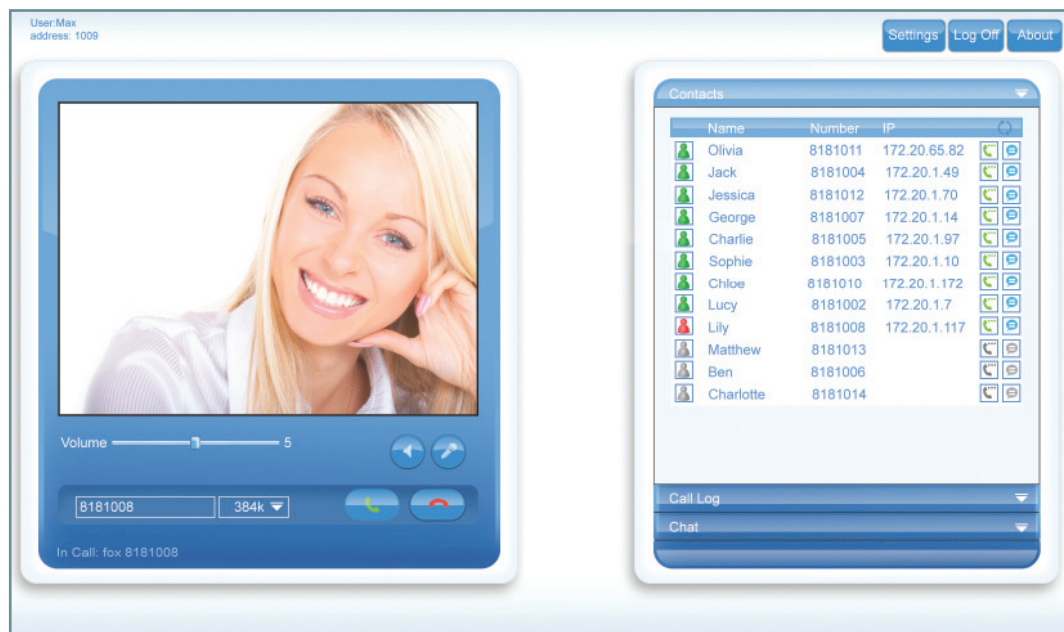 User:Max
address: 1009
Settings Log Off About
Volume 5
8181008 384k
In Call: fox 8181008
Contacts
Name Number IP
Olivia 8181011 172.20.65.82
Jack 8181004 172.20.1.49
Jessica 8181012 172.20.1.70
George 8181007 172.20.1.14
Charlie 8181005 172.20.1.97
Sophie 8181003 172.20.1.10
Chloe 8181010 172.20.1.172
Lucy 8181002 172.20.1.7
Lily 8181008 172.20.1.117
Matthew 8181013
Ben 8181006
Charlotte 8181014
Call Log
Chat